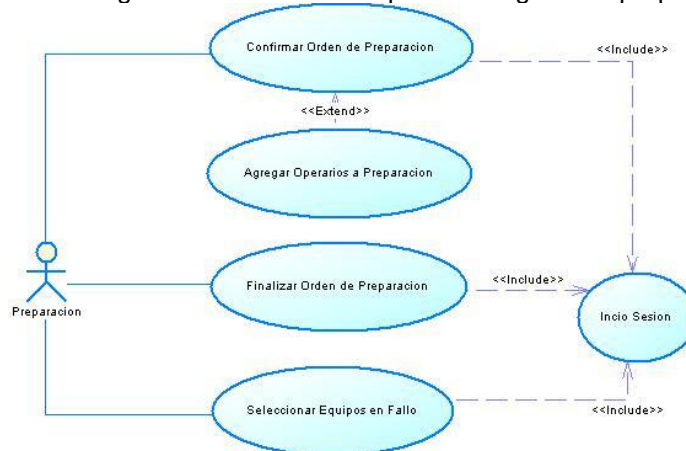 Confirmar Orden de Preparacion
<<Include>>
<<Extend>>
Agregar Operarios a Preparacion
Finalizar Orden de Preparacion
<<Include>>
Preparacion
Incio Sesion
Seleccionar Equipos en Fallo
<<Include>>